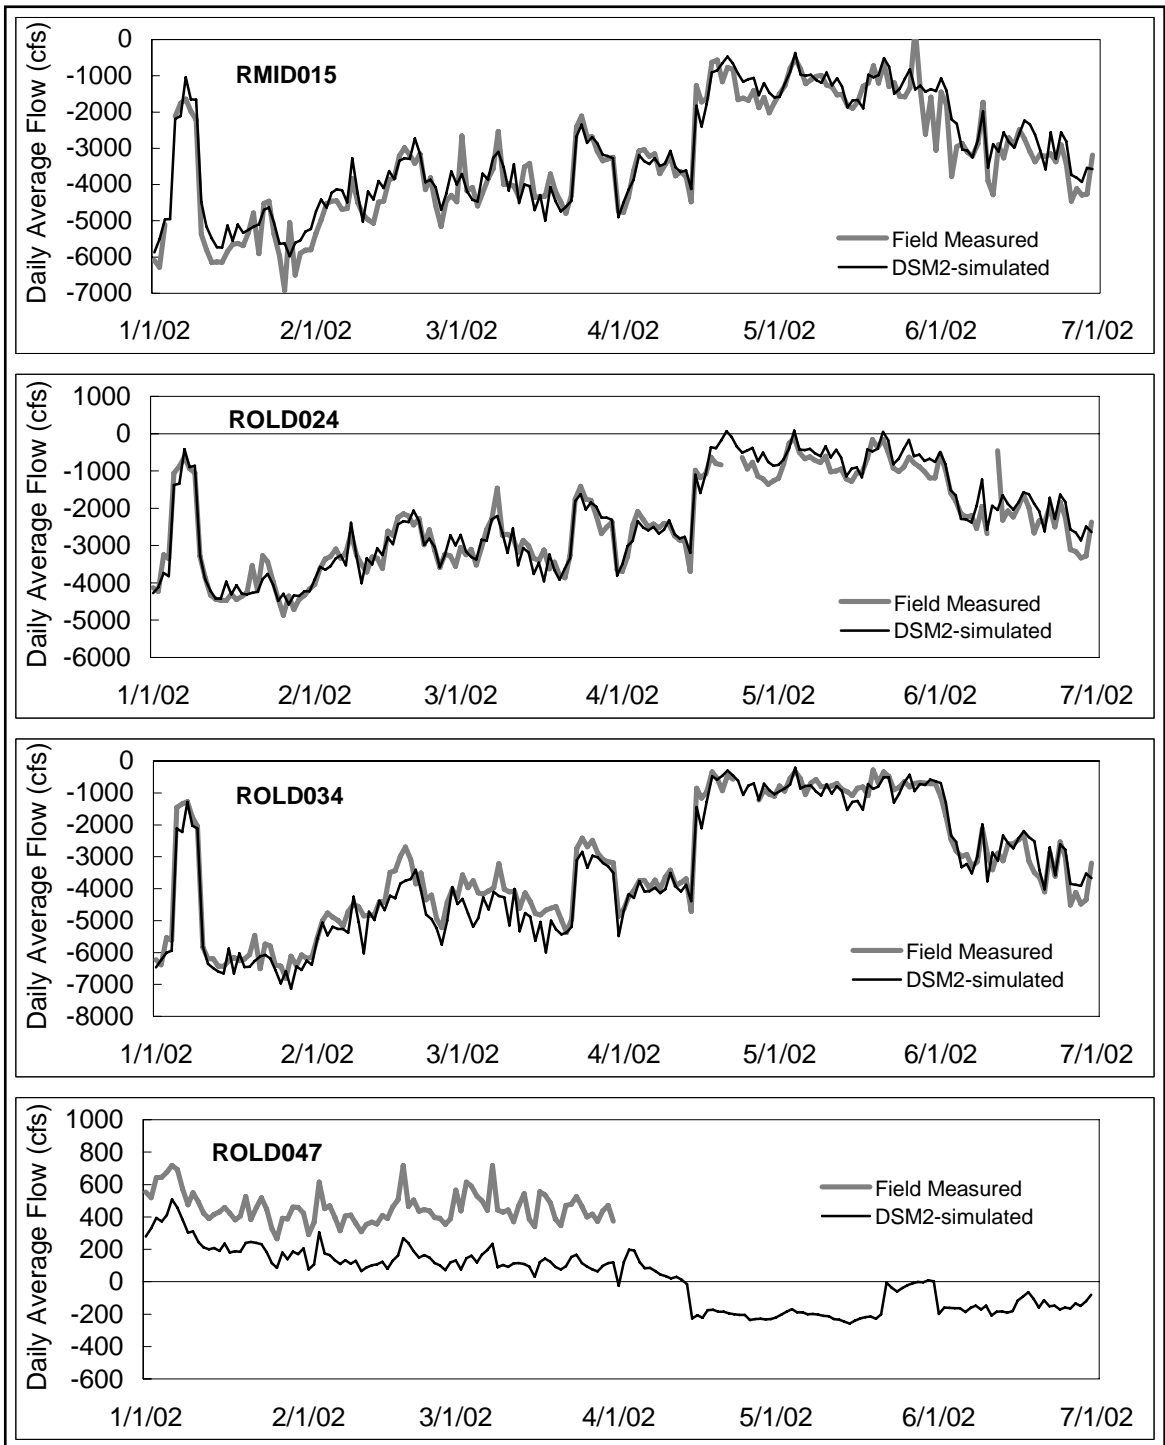 Daily Average Flow (cfs)
0
-1000
-2000
-3000
-4000
-5000
-6000
-7000
RMID015
Field Measured
DSM2-simulated
1/1/02 2/1/02 3/1/02 4/1/02 5/1/02 6/1/02 7/1/02
Daily Average Flow (cfs)
1000
0
-1000
-2000
-3000
-4000
-5000
-6000
ROLD024
Field Measured
DSM2-simulated
1/1/02 2/1/02 3/1/02 4/1/02 5/1/02 6/1/02 7/1/02
Daily Average Flow (cfs)
0
-1000
-2000
-3000
-4000
-5000
-6000
-7000
-8000
ROLD034
Field Measured
DSM2-simulated
1/1/02 2/1/02 3/1/02 4/1/02 5/1/02 6/1/02 7/1/02
Daily Average Flow (cfs)
1000
800
600
400
200
0
-200
-400
-600
ROLD047
Field Measured
DSM2-simulated
1/1/02 2/1/02 3/1/02 4/1/02 5/1/02 6/1/02 7/1/02